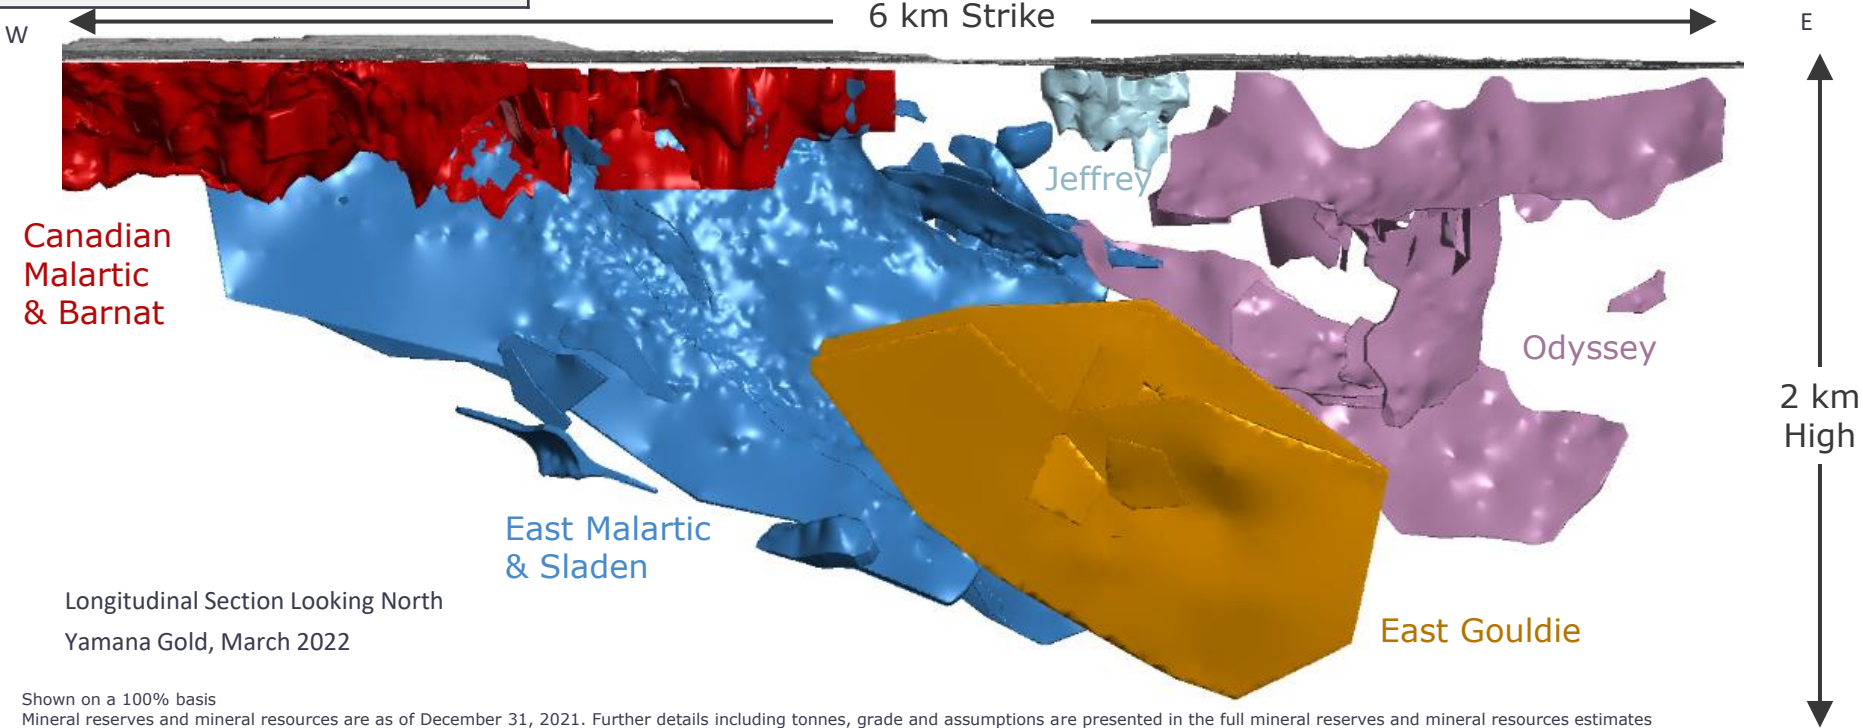 6 km Strike
W
E
Jeffrey
Canadian
Malartic
& Barnat
Odyssey
2 km
High
East Malartic
& Sladen
Longitudinal Section Looking North
East Gouldie
Yamana Gold, March 2022
Shown on a 100% basis
Mineral reserves and mineral resources are as of December 31, 2021. Further details including tonnes, grade and assumptions are presented in the full mineral reserves and mineral resources estimates